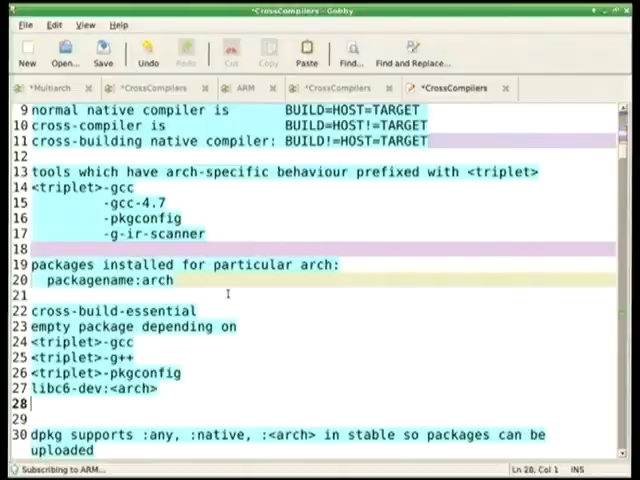 *CrossCompilers - Gobby
File Edit View Help
New Open... Save Undo Redo Cut Copy Paste Find... Find and Replace...
*Multiarch *CrossCompilers ARM *CrossCompilers *CrossCompilers
9 normal native compiler is BUILD=HOST=TARGET
10 cross-compiler is BUILD=HOST!=TARGET
11 cross-building native compiler: BUILD!=HOST=TARGET
12
13 tools which have arch-specific behaviour prefixed with <triplet>
14 <triplet>-gcc
15 -gcc-4.7
16 -pkgconfig
17 -g-ir-scanner
18
19 packages installed for particular arch:
20 packagename:arch
21
22 cross-build-essential
23 empty package depending on
24 <triplet>-gcc
25 <triplet>-g++
26 <triplet>-pkgconfig
27 libc6-dev:<arch>
28
29
30 dpkg supports :any, :native, :<arch> in stable so packages can be
uploaded
Subscribing to ARM... Ln 28, Col 1 INS